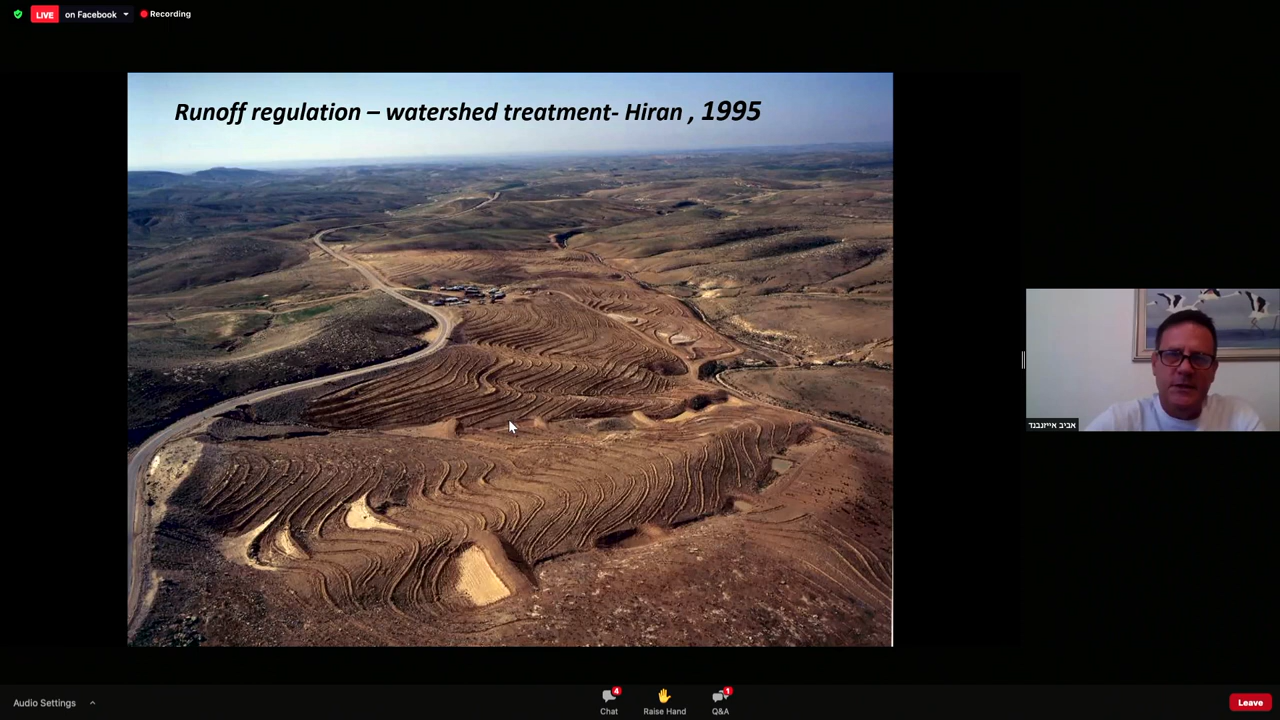 LIVE on Facebook Recording
Runoff regulation – watershed treatment- Hiran , 1995
אביב אייזנבנד
Audio Settings
4
Chat
Raise Hand
1
Q&A
Leave